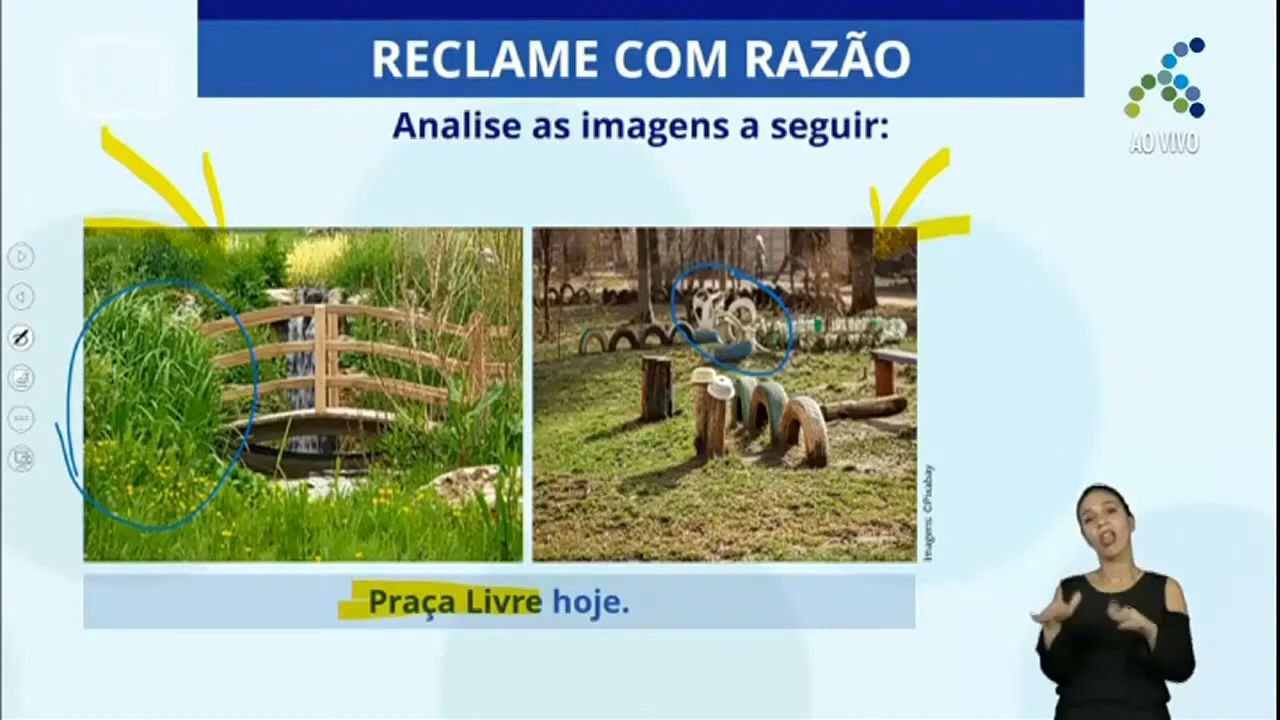 RECLAME COM RAZÃO
Analise as imagens a seguir:
AO VIVO
Imagens: ©Pixabay
Praça Livre hoje.